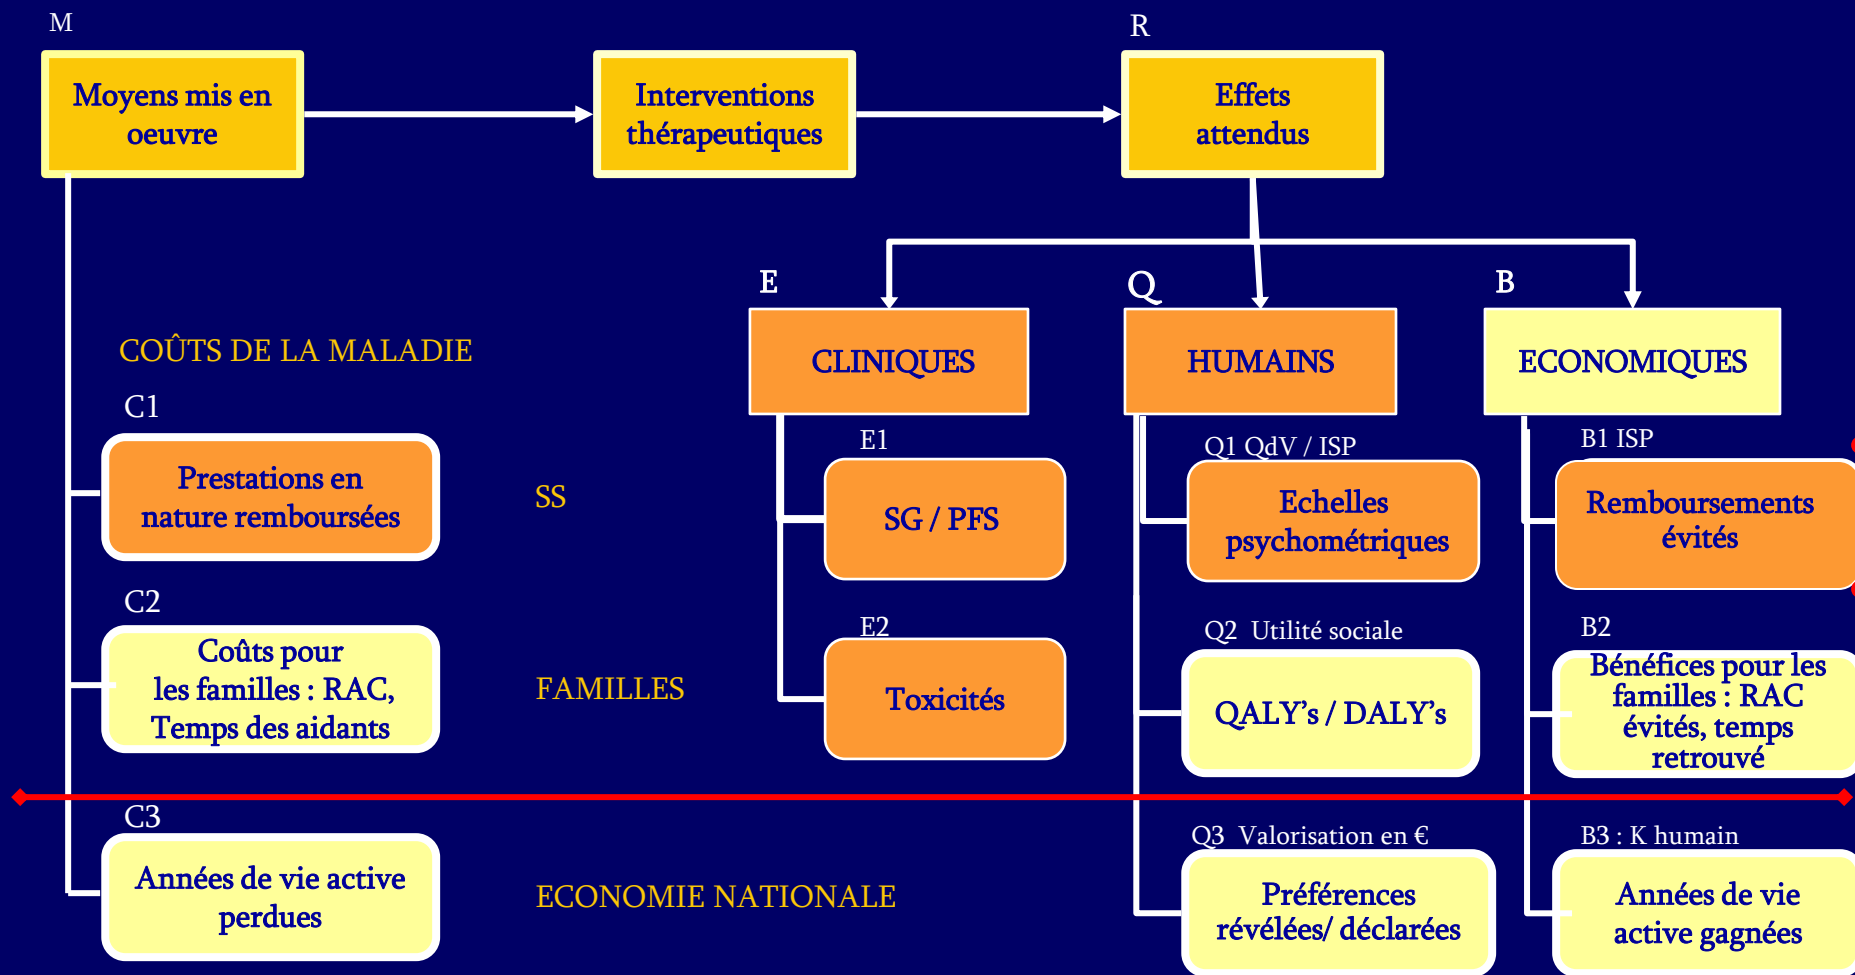 M
R
Moyens mis en
oeuvre
Interventions
thérapeutiques
Effets
attendus
E
Q
B
CLINIQUES
HUMAINS
ECONOMIQUES
COÛTS DE LA MALADIE
C1
Prestations en
nature remboursées
SS
E1
SG / PFS
Q1 QdV / ISP
Echelles
psychométriques
B1 ISP
Remboursements
évités
C2
Coûts pour
les familles : RAC,
Temps des aidants
FAMILLES
E2
Toxicités
Q2 Utilité sociale
QALY’s / DALY’s
B2
Bénéfices pour les
familles : RAC
évités, temps
retrouvé
C3
Années de vie active
perdues
ECONOMIE NATIONALE
Q3 Valorisation en €
Préférences
révélées/ déclarées
B3 : K humain
Années de vie
active gagnées